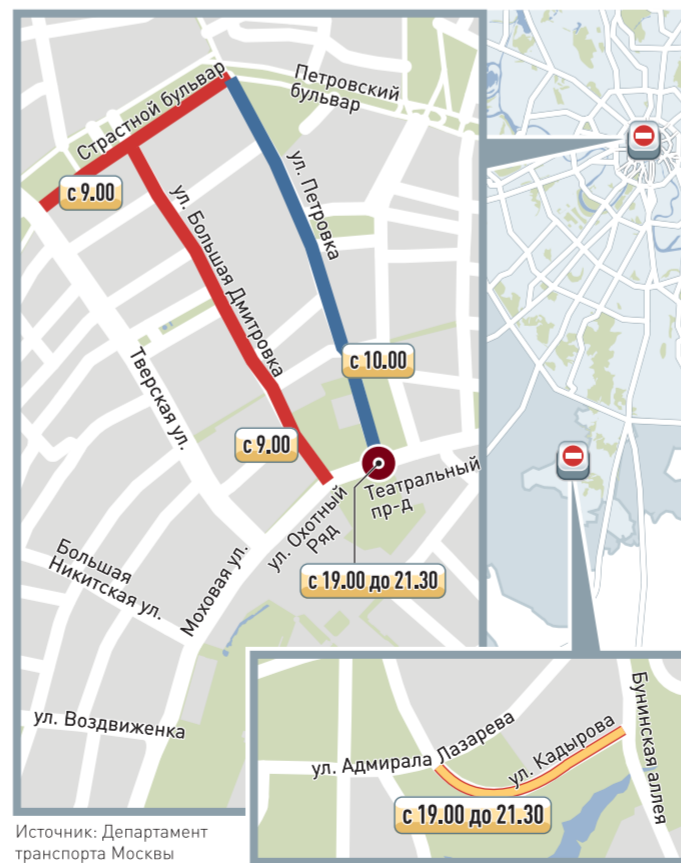 Петровский
бульвар
Страстной бульвар
с 9.00
ул. Петровка
ул. Большая Дмитровка
с 10.00
Тверская ул.
с 9.00
Театральный
пр-д
ул. Охотный
Ряд
Большая
Никитская ул.
Моховая ул.
с 19.00 до 21.30
ул. Воздвиженка
Бунинская аллея
ул. Адмирала Лазарева
ул. Кадырова
с 19.00 до 21.30
Источник: Департамент
транспорта Москвы